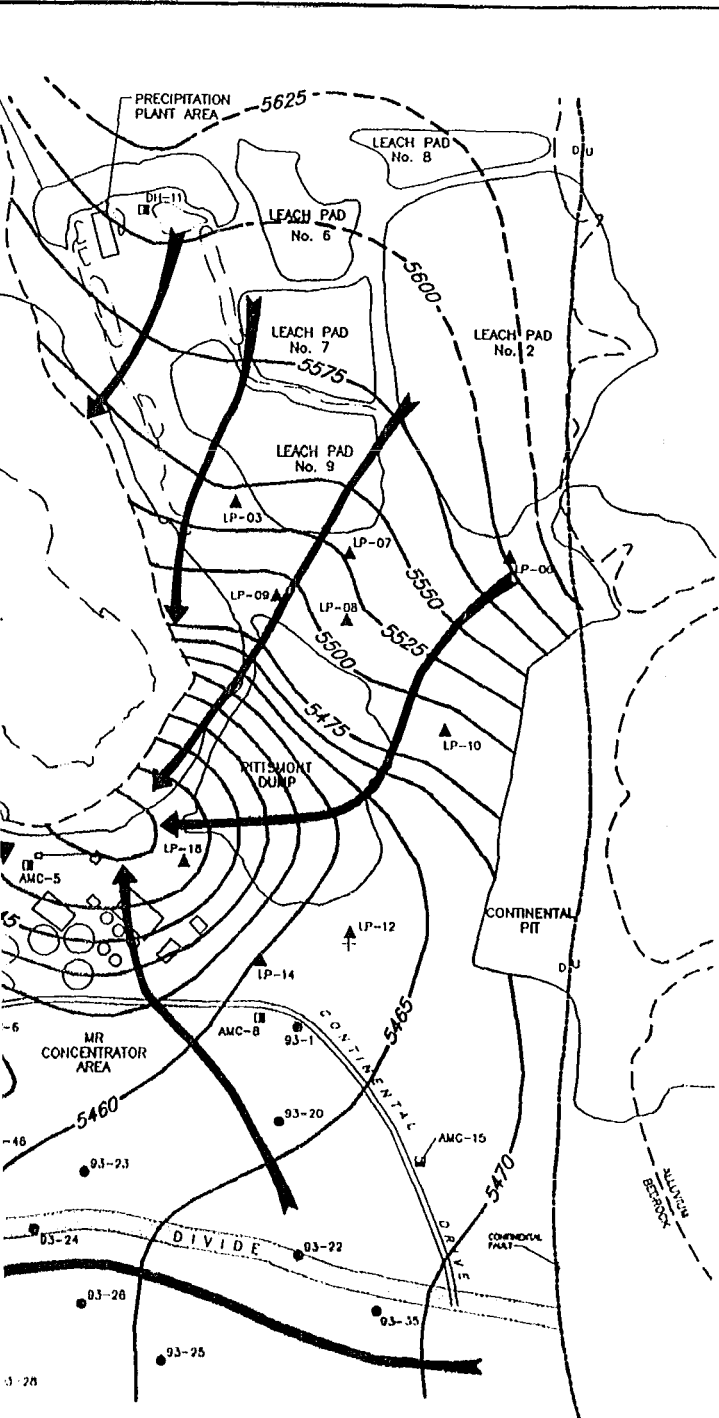 PRECIPITATION
PLANT AREA
5625
LEACH PAD
No. 8
D U
DH-11
LEACH PAD
No. 6
5600
LEACH PAD
No. 7
LEACH PAD
No. 2
5575
LEACH PAD
No. 9
LP-03
LP-07
LP-09
LP-08
5550
5525
5500
5475
LP-10
PITTSMONT
DUMP
LP-18
AMC-5
CONTINENTAL
PIT
LP-12
LP-14
D U
5465
AMC-8
93-1
CONTINENTAL
DRIVE
-6
MR
CONCENTRATOR
AREA
5460
93-20
AMC-15
-46
93-23
5470
ALLUVIUM
BEDROCK
CONTINENTAL
FAULT
93-24
DIVIDE
93-22
93-26
93-35
93-25
-28